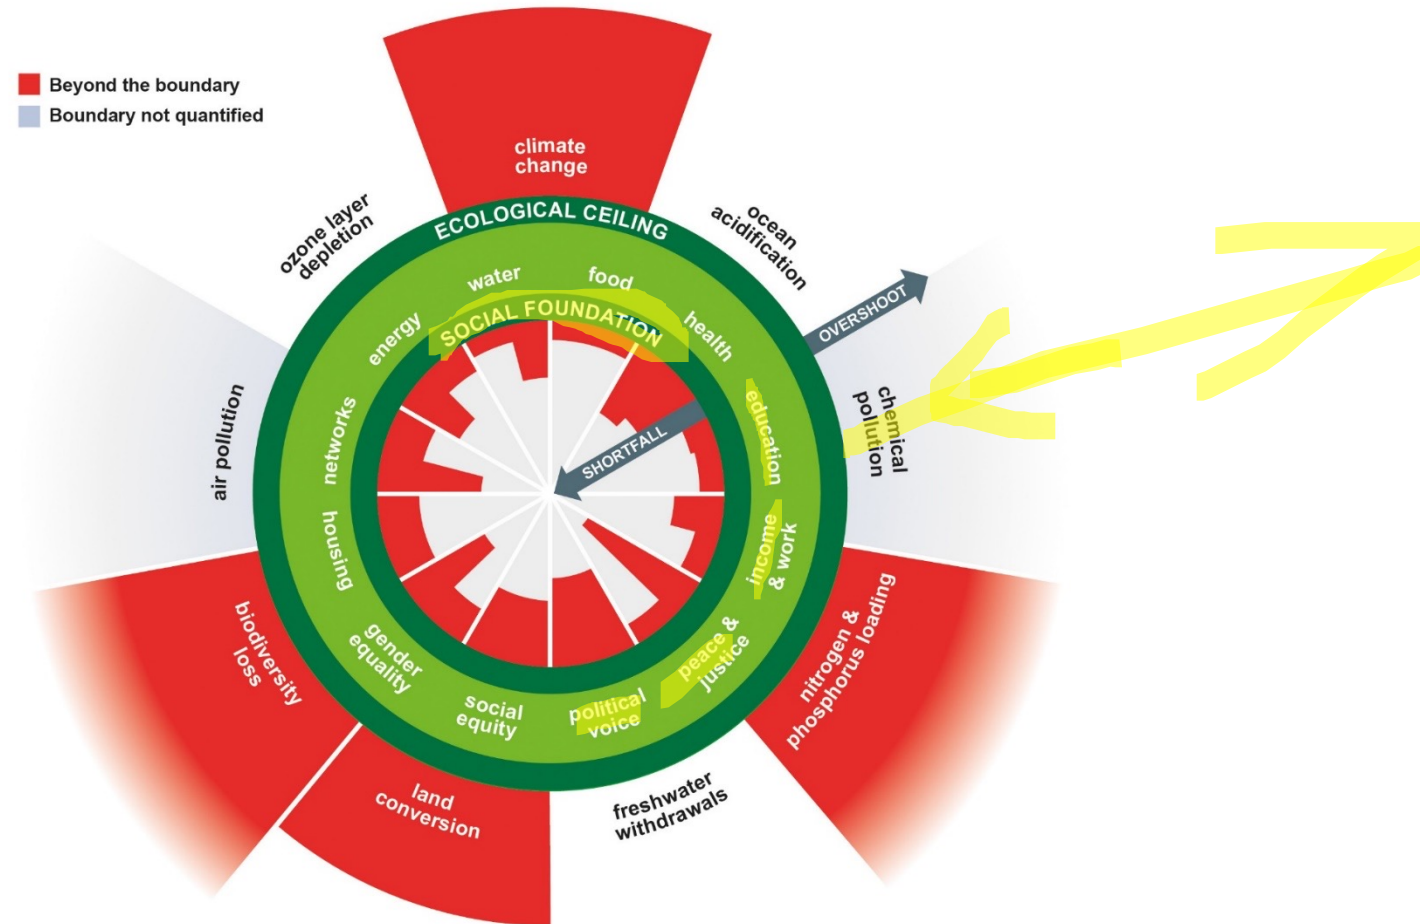 Beyond the boundary
Boundary not quantified
climate
change
ozone layer
depletion
ocean
acidification
ECOLOGICAL CEILING
water
food
energy
SOCIAL FOUNDATION
health
OVERSHOOT
networks
SHORTFALL
education
air pollution
chemical
pollution
housing
income
& work
biodiversity
loss
gender
equality
social
equity
political
voice
peace &
justice
nitrogen &
phosphorus loading
land
conversion
freshwater
withdrawals